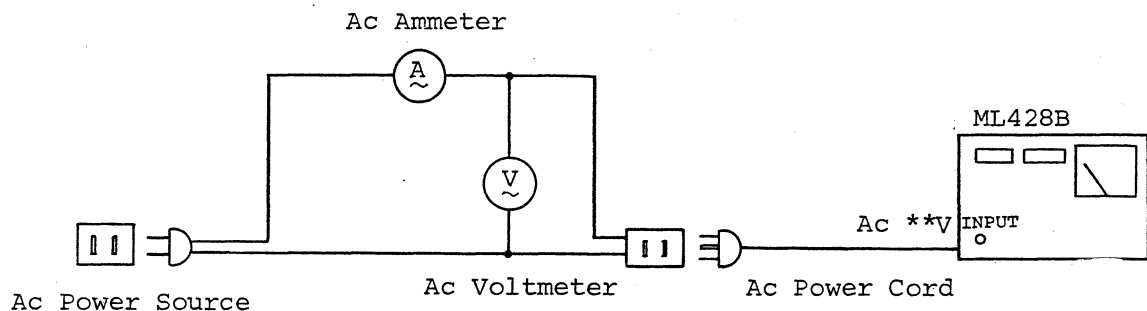 Ac Ammeter
A
~
ML428B
V
~
Ac **V INPUT
Ac Power Source
Ac Voltmeter
Ac Power Cord